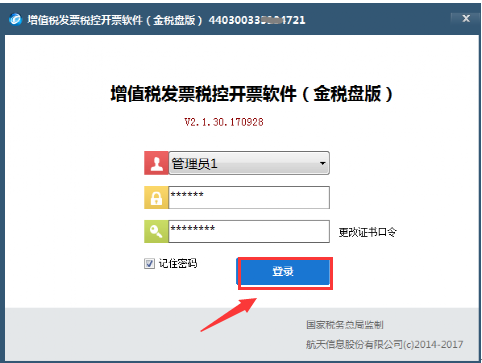 增值税发票税控开票软件（金税盘版） 440300333 4721
增值税发票税控开票软件（金税盘版）
V2.1.30.170928
管理员1
******
********
更改证书口令
记住密码
登录
国家税务总局监制
航天信息股份有限公司(c)2014-2017